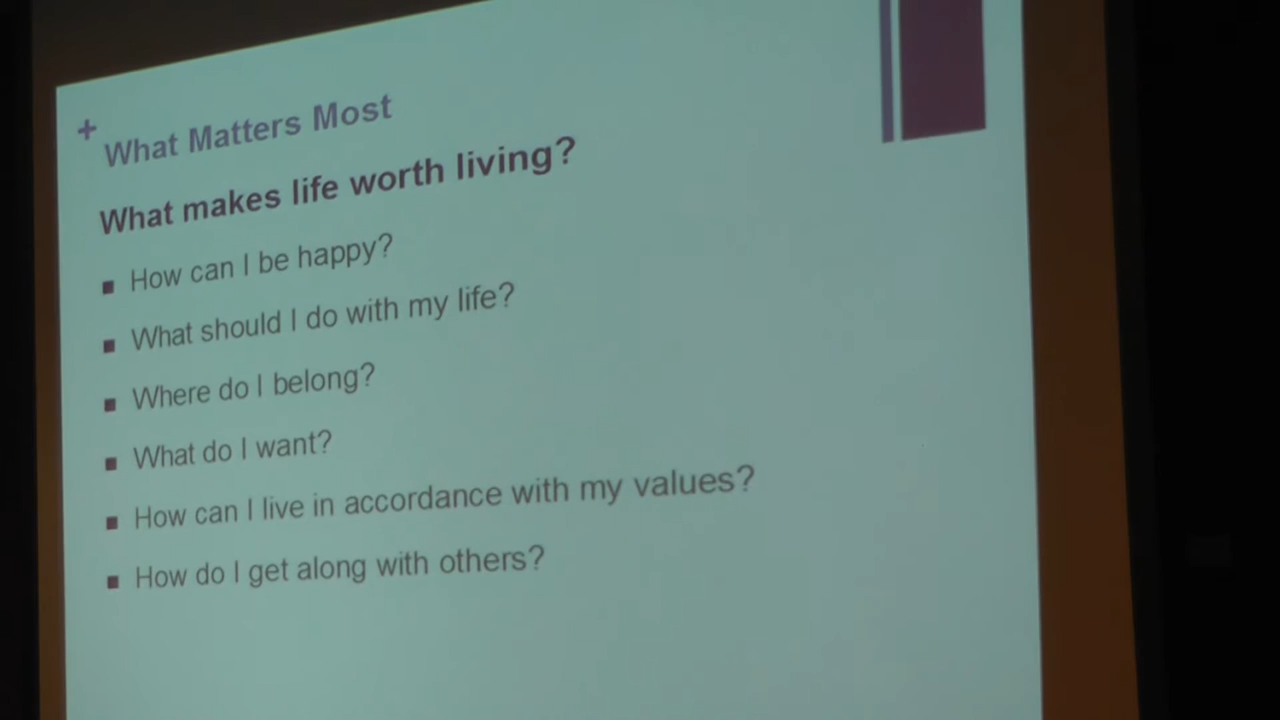 +
What Matters Most
What makes life worth living?
▪ How can I be happy?
▪ What should I do with my life?
▪ Where do I belong?
▪ What do I want?
▪ How can I live in accordance with my values?
▪ How do I get along with others?